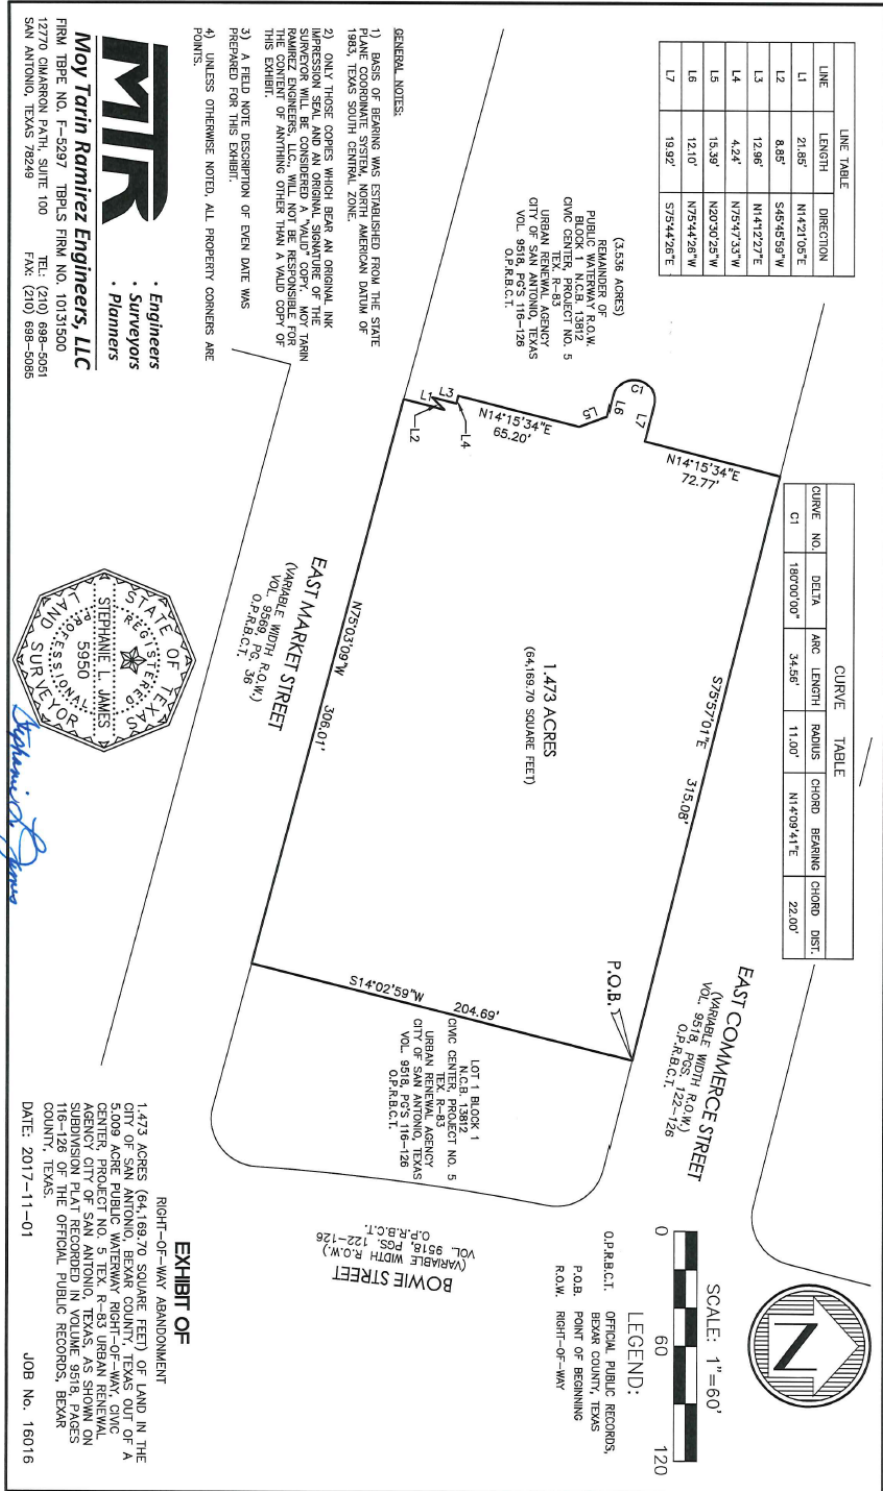 LINE TABLE
LINE LENGTH DIRECTION
L1 21.85' N14°21'05"E
L2 8.85' S45°45'59"W
L3 12.96' N14°12'27"E
L4 4.24' N75°47'33"W
L5 15.39' N20°30'25"W
L6 12.10' N75°44'26"W
L7 19.92' S75°44'26"E
CURVE TABLE
CURVE NO. DELTA ARC LENGTH RADIUS CHORD BEARING CHORD DIST.
C1 180°00'00" 34.56' 11.00' N14°09'41"E 22.00'
EAST COMMERCE STREET
(VARIABLE WIDTH R.O.W.)
VOL. 9518, PGS. 122-126
O.P.R.B.C.T.
N
SCALE: 1"=60'
0 60 120
LEGEND:
O.P.R.B.C.T. OFFICIAL PUBLIC RECORDS,
BEXAR COUNTY, TEXAS
P.O.B. POINT OF BEGINNING
R.O.W. RIGHT-OF-WAY
(3.536 ACRES)
REMAINDER OF
PUBLIC WATERWAY R.O.W.
BLOCK 1 N.C.B. 13812
CIVIC CENTER, PROJECT NO. 5
TEX. R-83
URBAN RENEWAL AGENCY
CITY OF SAN ANTONIO, TEXAS
VOL. 9518, PG'S 116-126
O.P.R.B.C.T.
N14°15'34"E
72.77'
C1
L7
L6
L5
N14°15'34"E
65.20'
L4
L3
L2
L1
S75°57'01"E 315.08'
P.O.B.
1.473 ACRES
(64,169.70 SQUARE FEET)
S14°02'59"W 204.69'
LOT 1 BLOCK 1
N.C.B. 13812
CIVIC CENTER, PROJECT NO. 5
TEX. R-83
URBAN RENEWAL AGENCY
CITY OF SAN ANTONIO, TEXAS
VOL. 9518, PG'S 116-126
O.P.R.B.C.T.
BOWIE STREET
(VARIABLE WIDTH R.O.W.)
VOL. 9518, PGS. 122-126
O.P.R.B.C.T.
N75°03'09"W 306.01'
EAST MARKET STREET
(VARIABLE WIDTH R.O.W.)
VOL. 9569, PG. 36
O.P.R.B.C.T.
GENERAL NOTES:
1) BASIS OF BEARING WAS ESTABLISHED FROM THE STATE
PLANE COORDINATE SYSTEM, NORTH AMERICAN DATUM OF
1983, TEXAS SOUTH CENTRAL ZONE.
2) ONLY THOSE COPIES WHICH BEAR AN ORIGINAL INK
IMPRESSION SEAL AND AN ORIGINAL SIGNATURE OF THE
SURVEYOR WILL BE CONSIDERED A "VALID" COPY. MOY TARIN
RAMIREZ ENGINEERS, LLC., WILL NOT BE RESPONSIBLE FOR
THE CONTENT OF ANYTHING OTHER THAN A VALID COPY OF
THIS EXHIBIT.
3) A FIELD NOTE DESCRIPTION OF EVEN DATE WAS
PREPARED FOR THIS EXHIBIT.
4) UNLESS OTHERWISE NOTED, ALL PROPERTY CORNERS ARE
POINTS.
MTR
• Engineers
• Surveyors
• Planners
Moy Tarin Ramirez Engineers, LLC
FIRM TBPE NO. F-5297 TBPLS FIRM NO. 10131500
12770 CIMARRON PATH, SUITE 100 TEL: (210) 698-5051
SAN ANTONIO, TEXAS 78249 FAX: (210) 698-5085
STATE OF TEXAS
REGISTERED
STEPHANIE L. JAMES
5950
PROFESSIONAL
LAND SURVEYOR
Stephanie L. James
EXHIBIT OF
RIGHT-OF-WAY ABANDONMENT
1.473 ACRES (64,169.70 SQUARE FEET) OF LAND IN THE
CITY OF SAN ANTONIO, BEXAR COUNTY, TEXAS OUT OF A
5.009 ACRE PUBLIC WATERWAY RIGHT-OF-WAY, CIVIC
CENTER, PROJECT NO. 5 TEX. R-83 URBAN RENEWAL
AGENCY CITY OF SAN ANTONIO, TEXAS, AS SHOWN ON
SUBDIVISION PLAT RECORDED IN VOLUME 9518, PAGES
116-126 OF THE OFFICIAL PUBLIC RECORDS, BEXAR
COUNTY, TEXAS.
DATE: 2017-11-01 JOB No. 16016